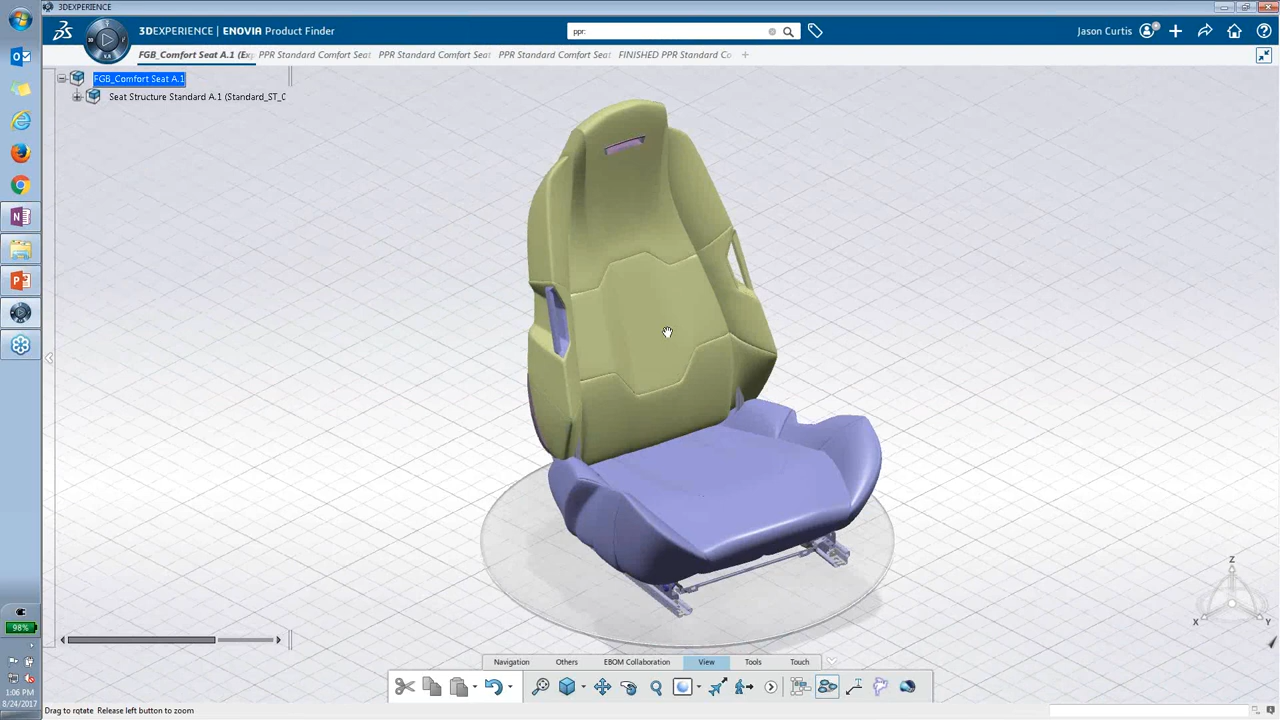 3DEXPERIENCE
3DEXPERIENCE | ENOVIA Product Finder
ppr:
Jason Curtis
FGB_Comfort Seat A.1 (Ex
PPR Standard Comfort Seat
PPR Standard Comfort Seat
PPR Standard Comfort Seat
FINISHED PPR Standard Co
FGB_Comfort Seat A.1
Seat Structure Standard A.1 (Standard_ST_0
Z
X
Y
98%
1:06 PM
8/24/2017
Navigation
Others
EBOM Collaboration
View
Tools
Touch
Drag to rotate Release left button to zoom